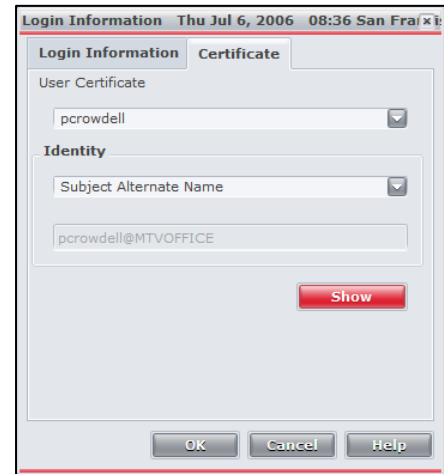 Login Information Thu Jul 6, 2006 08:36 San Fra
Login Information Certificate
User Certificate
pcrowdell
Identity
Subject Alternate Name
pcrowdell@MTVOFFICE
Show
OK Cancel Help